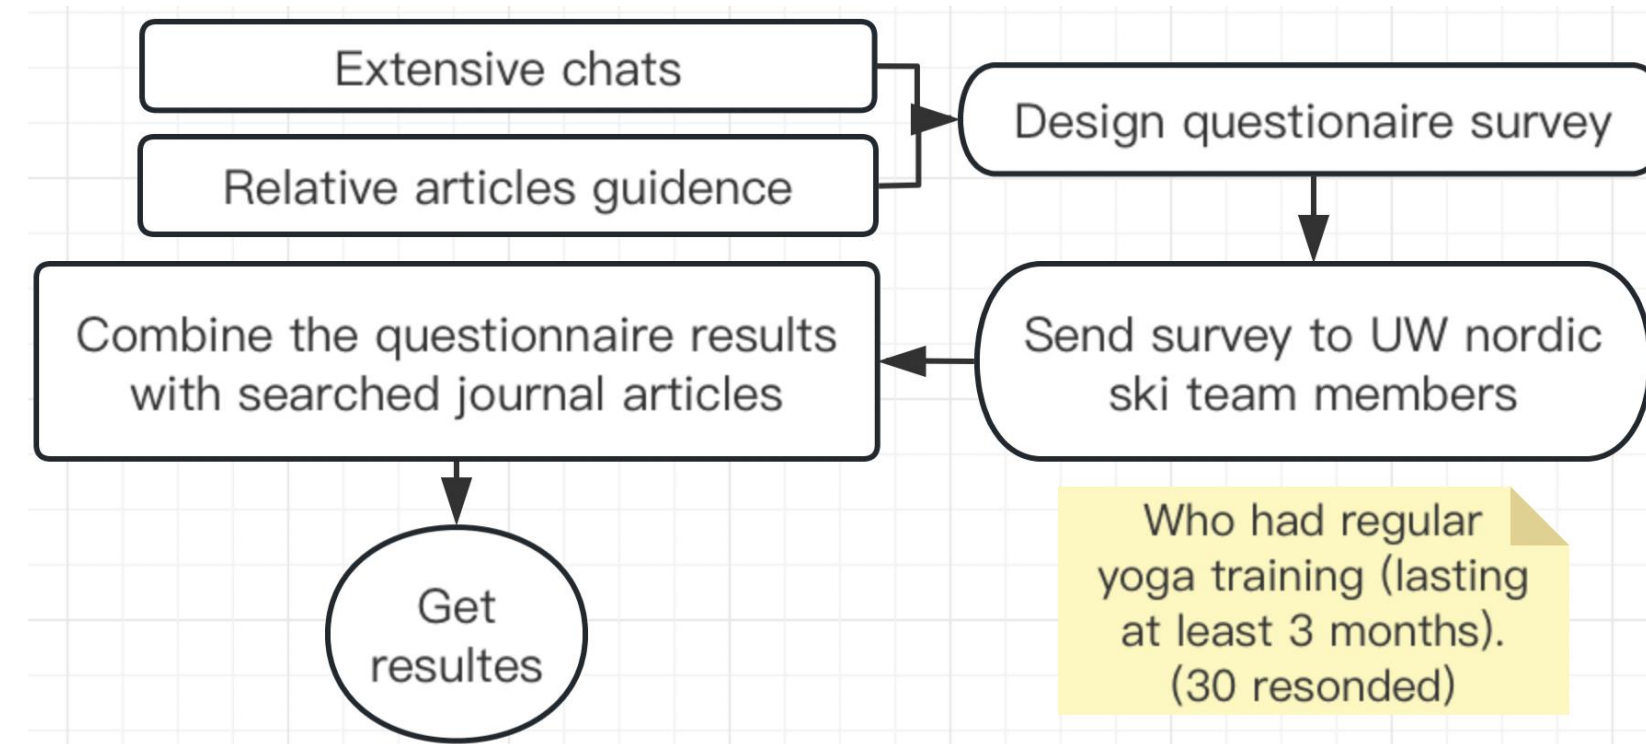 Extensive chats
Relative articles guidence
Design questionaire survey
Send survey to UW nordic
ski team members
Who had regular
yoga training (lasting
at least 3 months).
(30 resonded)
Combine the questionnaire results
with searched journal articles
Get
resultes